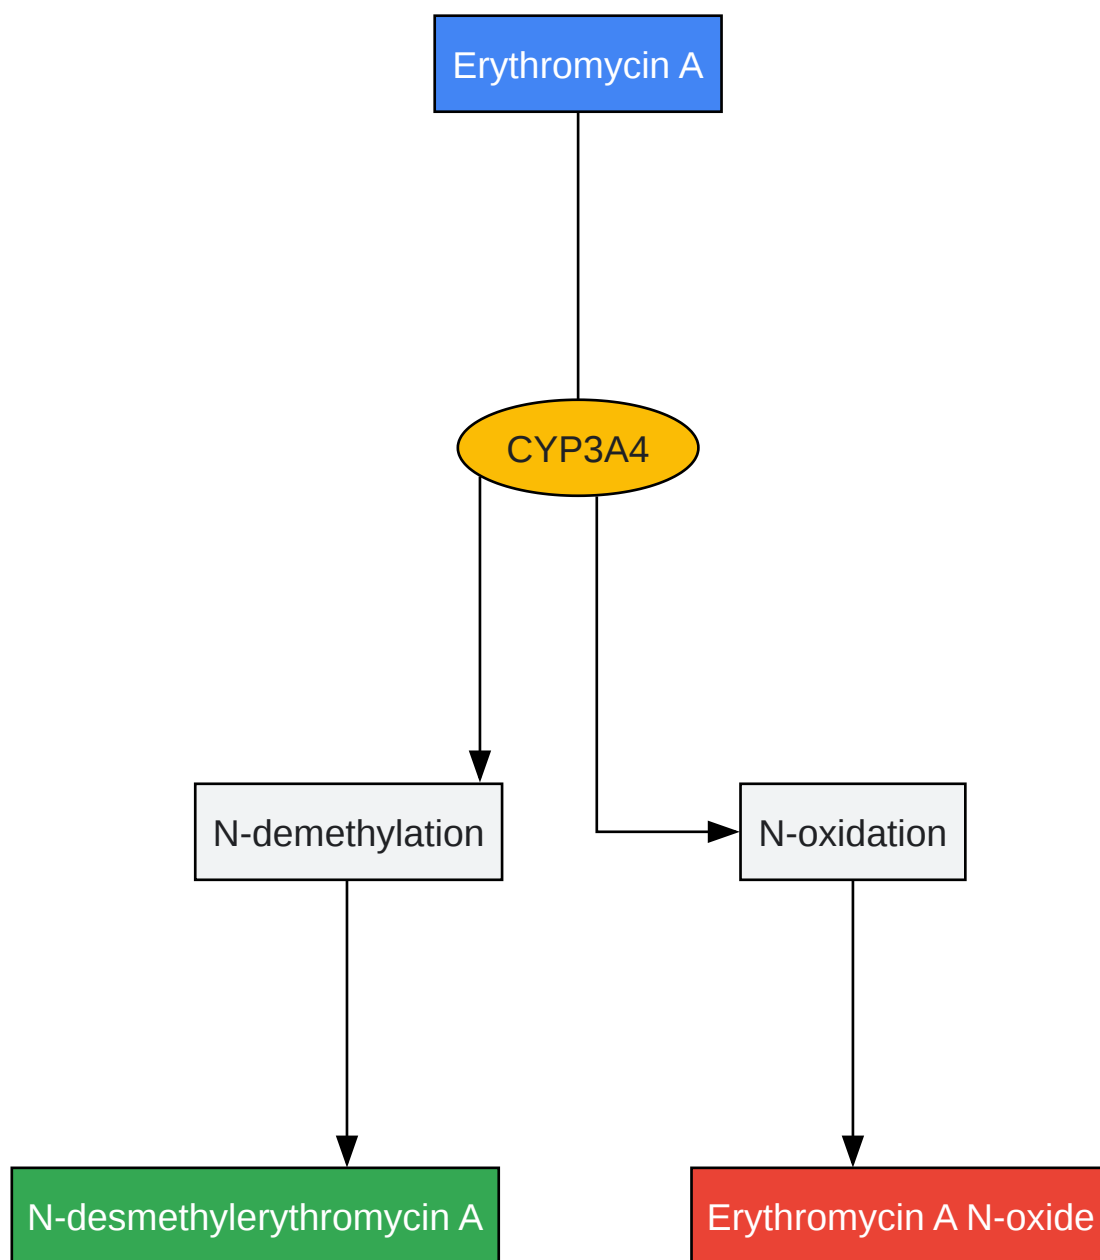 Erythromycin A
CYP3A4
N-demethylation
N-oxidation
N-desmethylerythromycin A
Erythromycin A N-oxide